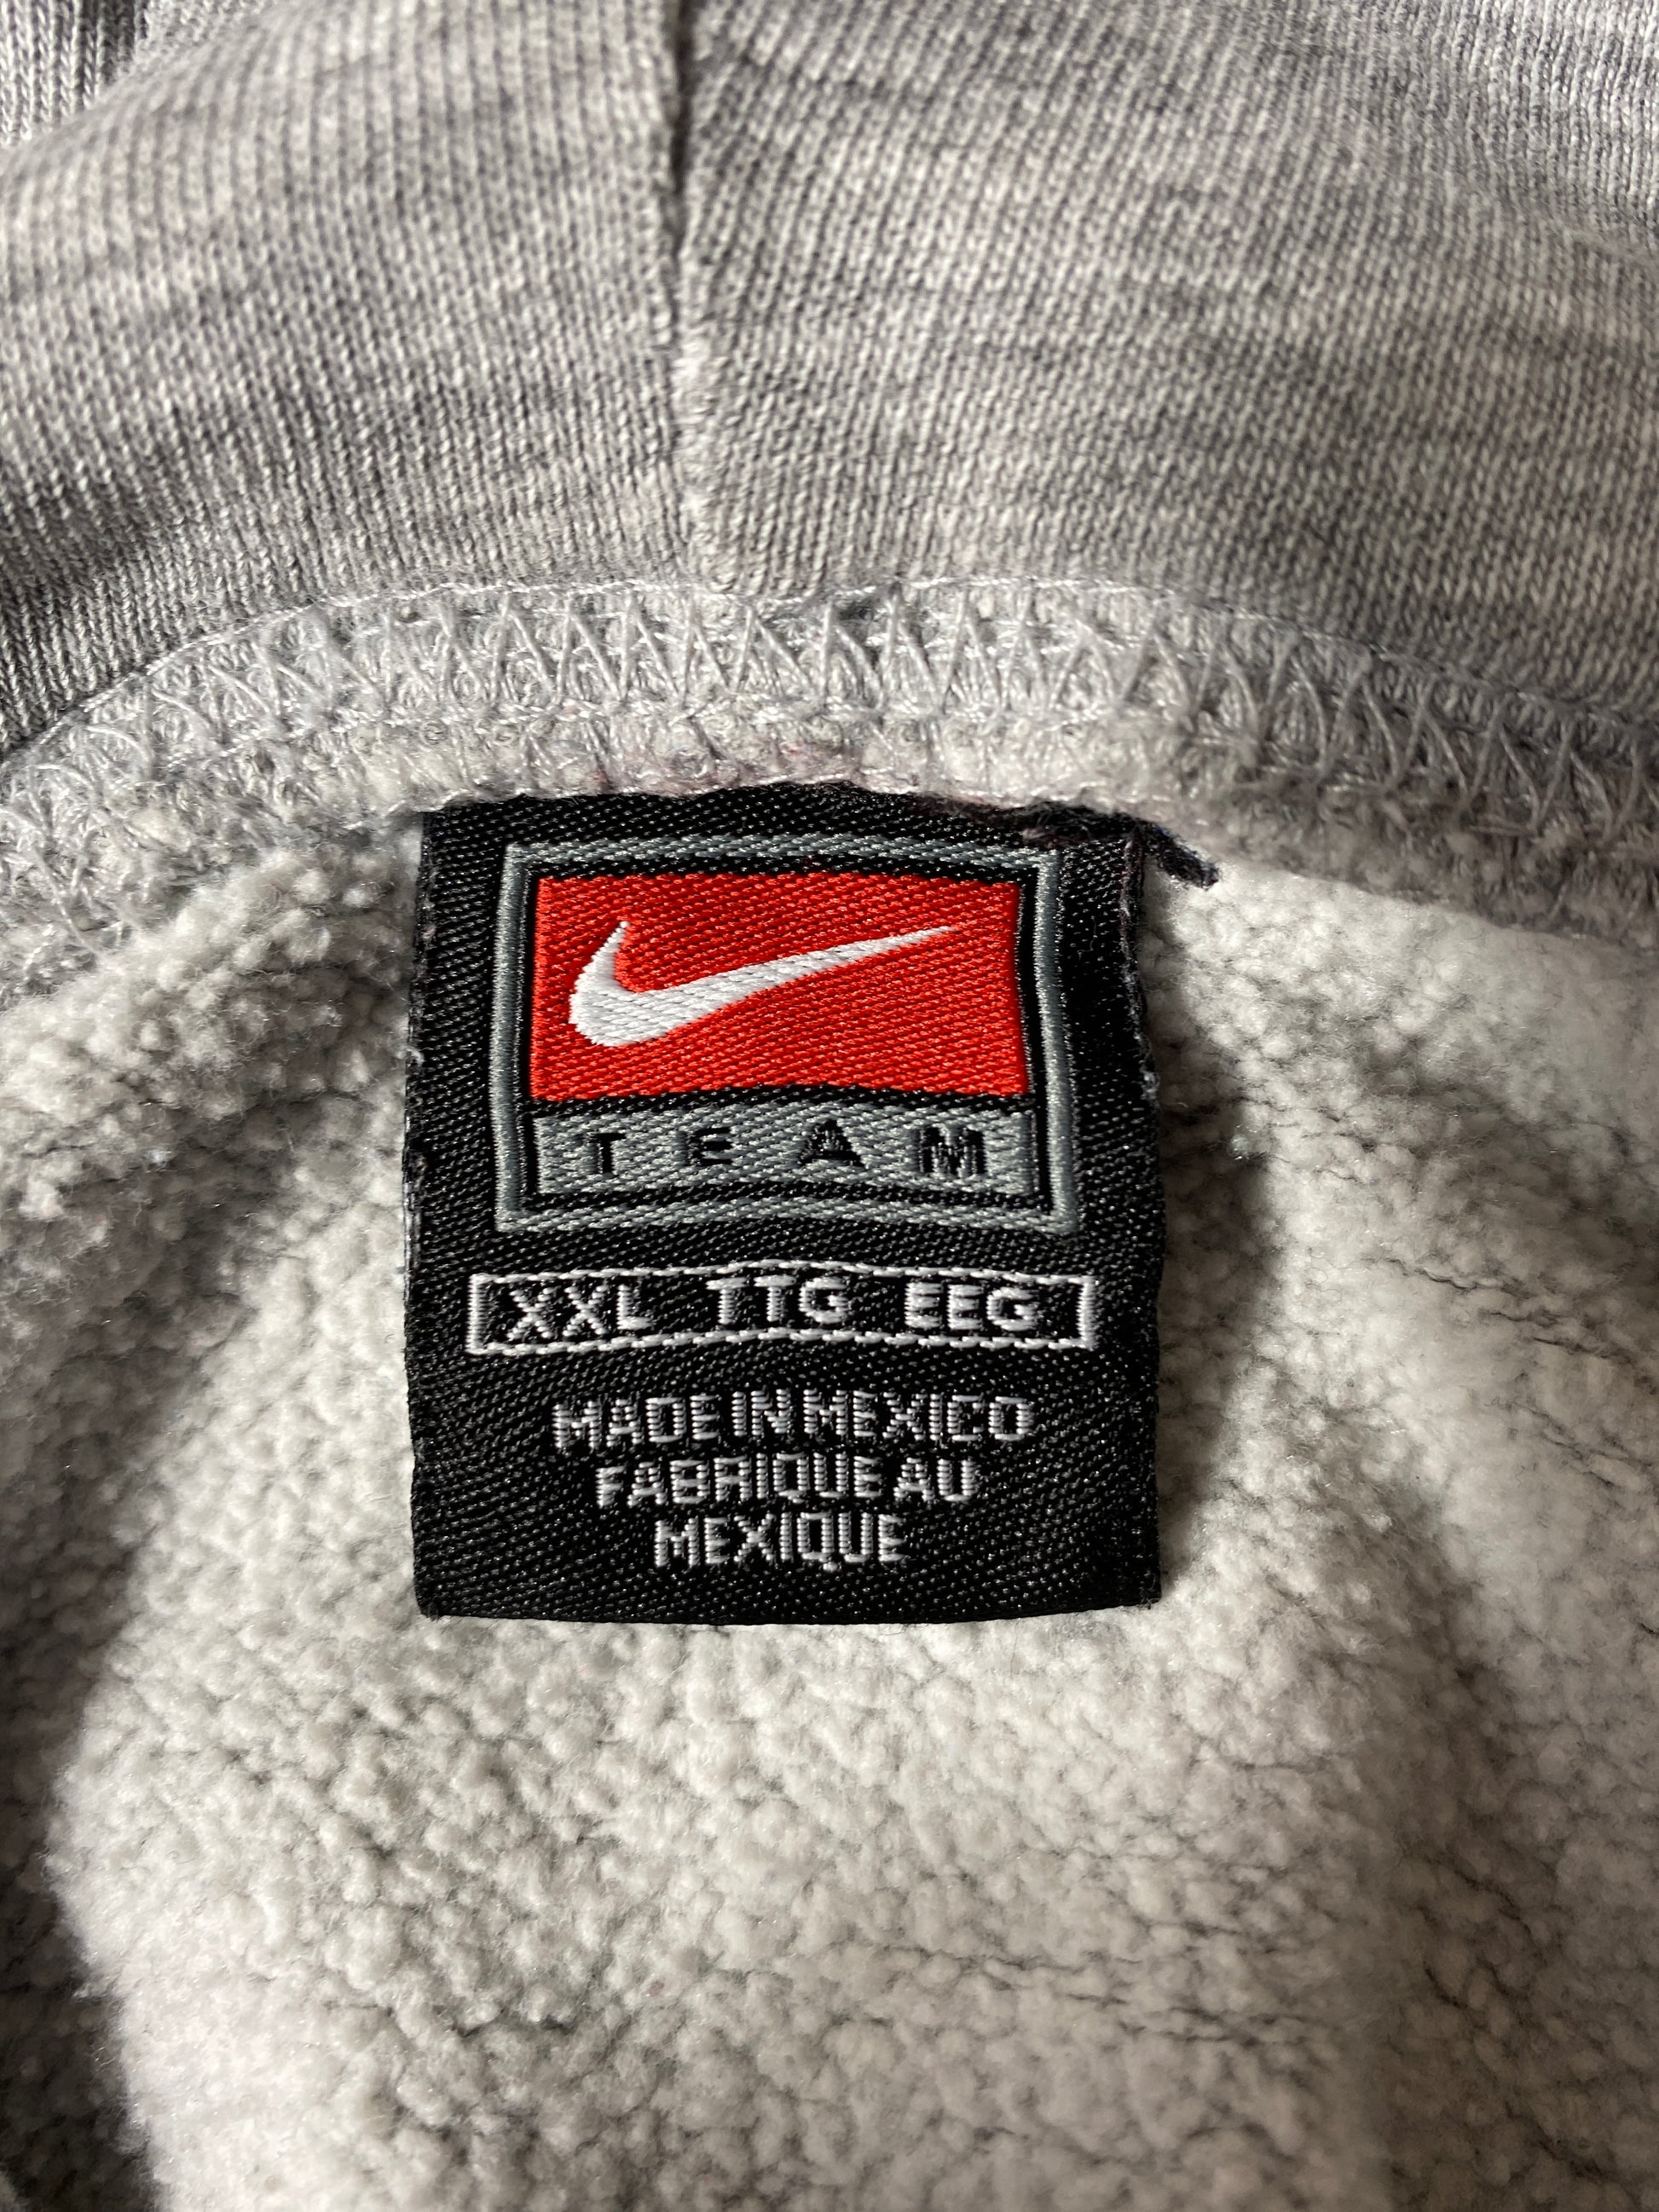 TEAM
XXL TTG EEG
MADE IN MEXICO
FABRIQUE AU
MEXIQUE